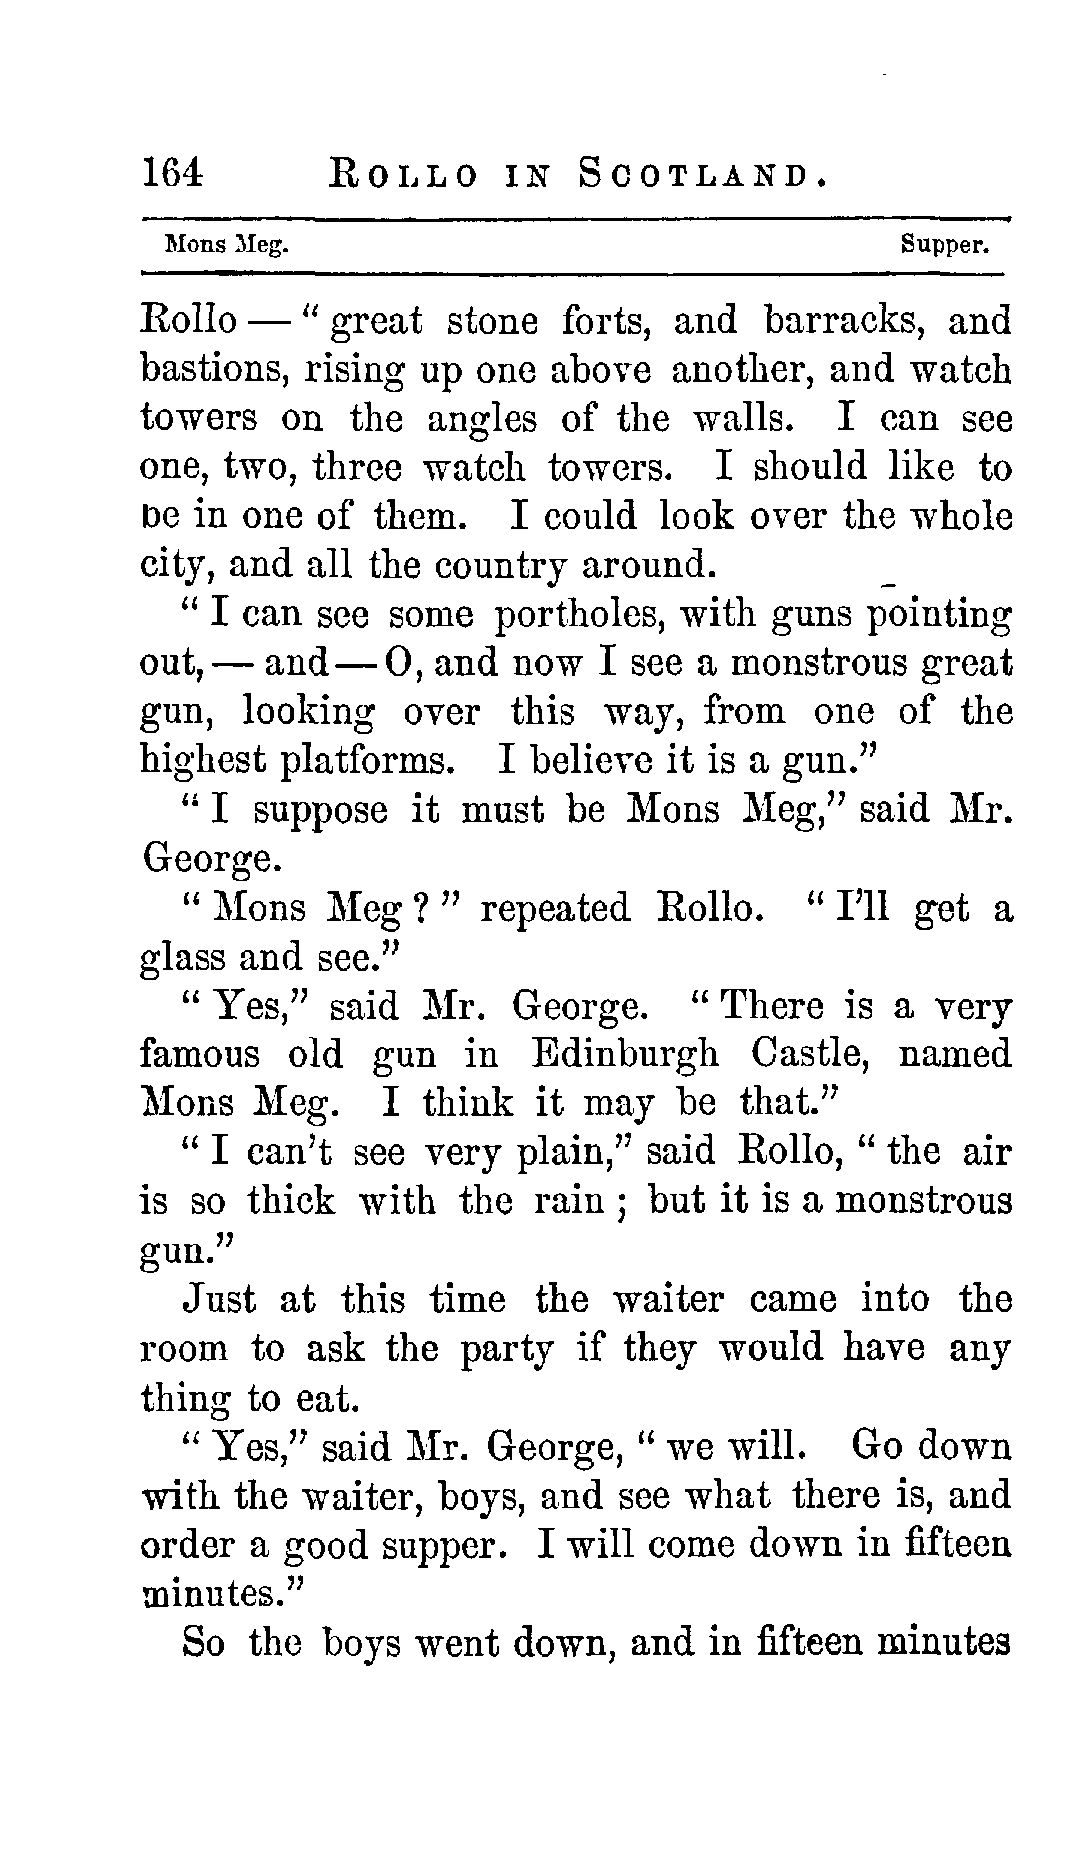 164 ROLLO IN SCOTLAND.
Mons Meg. Supper.
Rollo — “ great stone forts, and barracks, and
bastions, rising up one above another, and watch
towers on the angles of the walls. I can see
one, two, three watch towers. I should like to
be in one of them. I could look over the whole
city, and all the country around.
“ I can see some portholes, with guns pointing
out, — and — O, and now I see a monstrous great
gun, looking over this way, from one of the
highest platforms. I believe it is a gun.”
“ I suppose it must be Mons Meg,” said Mr.
George.
“ Mons Meg ? ” repeated Rollo. “ I’ll get a
glass and see.”
“ Yes,” said Mr. George. “ There is a very
famous old gun in Edinburgh Castle, named
Mons Meg. I think it may be that.”
“ I can’t see very plain,” said Rollo, “ the air
is so thick with the rain ; but it is a monstrous
gun.”
Just at this time the waiter came into the
room to ask the party if they would have any
thing to eat.
“ Yes,” said Mr. George, “ we will. Go down
with the waiter, boys, and see what there is, and
order a good supper. I will come down in fifteen
minutes.”
So the boys went down, and in fifteen minutes